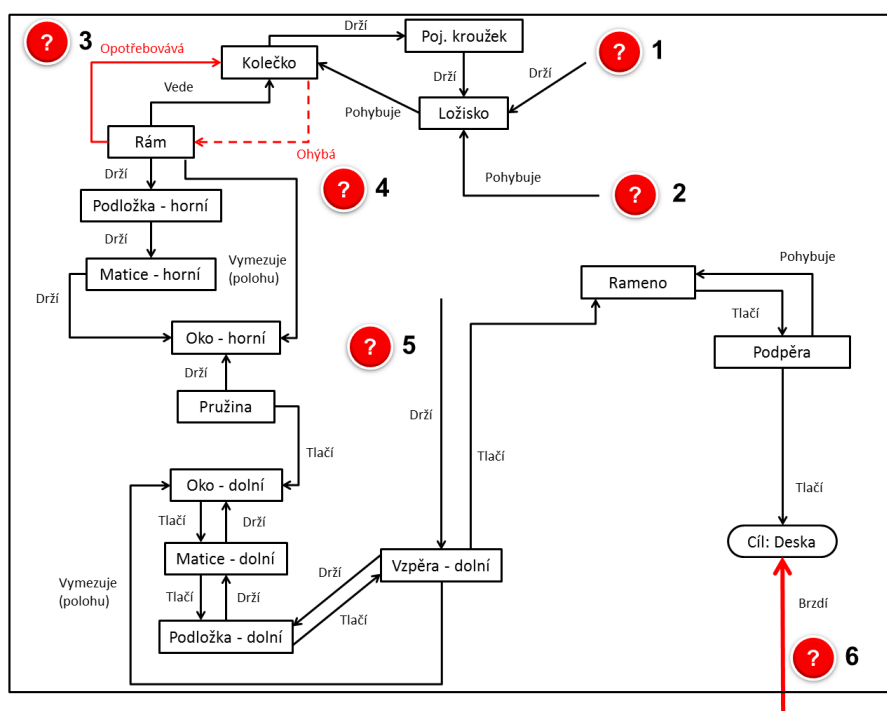 ? 3
Opotřebovává
Drží
Poj. kroužek
Kolečko
? 1
Drží
Drží
Vede
Pohybuje
Ložisko
Rám
Ohýbá
Drží
? 4
Pohybuje
? 2
Podložka - horní
Drží
Vymezuje
(polohu)
Pohybuje
Matice - horní
Rameno
Drží
Tlačí
Oko - horní
? 5
Podpěra
Drží
Pružina
Drží
Tlačí
Tlačí
Oko - dolní
Tlačí
Tlačí
Drží
Cíl: Deska
Matice - dolní
Vzpěra - dolní
Drží
Vymezuje
(polohu)
Tlačí
Drží
Brzdí
Tlačí
Podložka - dolní
? 6